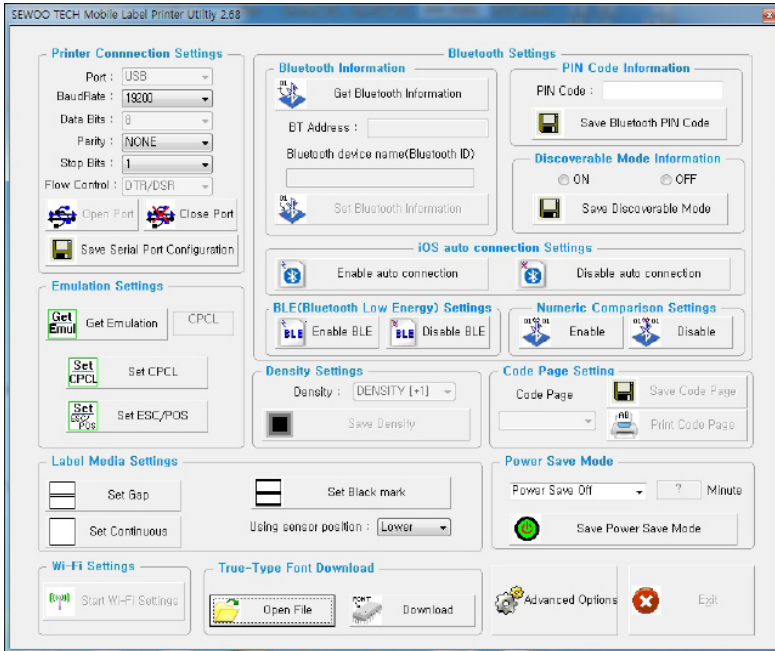 SEWOO TECH Mobile Label Printer Utiltiy 2.68
Printer Connnection Settings
Port : USB
BaudRate : 19200
Data Bits : 8
Parity : NONE
Stop Bits : 1
Flow Control : DTR/DSR
Open Port
Close Port
Save Serial Port Configuration
Emulation Settings
Get Emul
Get Emulation
CPCL
Set CPCL
Set CPCL
Set ESC/POS
Set ESC/POS
Bluetooth Settings
Bluetooth Information
Get Bluetooth Information
BT Address :
Bluetooth device name(Bluetooth ID)
Set Bluetooth Information
PIN Code Information
PIN Code :
Save Bluetooth PIN Code
Discoverable Mode Information
ON
OFF
Save Discoverable Mode
iOS auto connection Settings
Enable auto connection
Disable auto connection
BLE(Bluetooth Low Energy) Settings
BLE
Enable BLE
BLE
Disable BLE
Numeric Comparison Settings
Enable
Disable
Density Settings
Density : DENSITY [+1]
Save Density
Code Page Setting
Code Page
Save Code Page
Print Code Page
Label Media Settings
Set Gap
Set Black mark
Set Continuous
Using sensor position : Lower
Power Save Mode
Power Save Off
?
Minute
Save Power Save Mode
Wi-Fi Settings
Start Wi-Fi Settings
True-Type Font Download
Open File
FONT
Download
Advanced Options
Exit